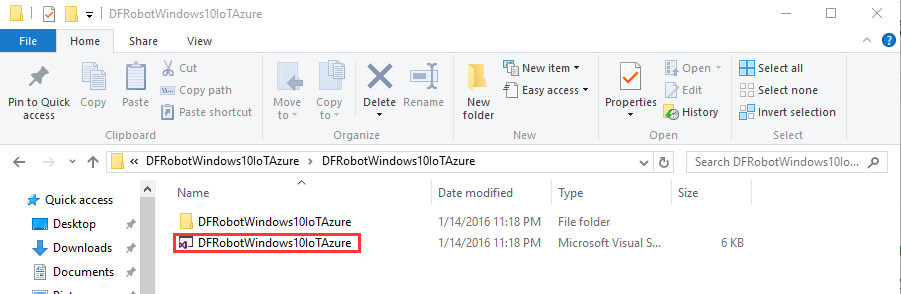 DFRobotWindows10IoTAzure
File Home Share View
Pin to Quick access
Copy
Paste
Cut
Copy path
Paste shortcut
Clipboard
Move to
Copy to
Delete
Rename
Organize
New folder
New item
Easy access
New
Properties
Open
Edit
History
Open
Select all
Select none
Invert selection
Select
« DFRobotWindows10IoTAzure > DFRobotWindows10IoTAzure
Search DFRobotWindows10Io...
Name Date modified Type Size
Quick access
Desktop
Downloads
Documents
DFRobotWindows10IoTAzure 1/14/2016 11:18 PM File folder
DFRobotWindows10IoTAzure 1/14/2016 11:18 PM Microsoft Visual S... 6 KB